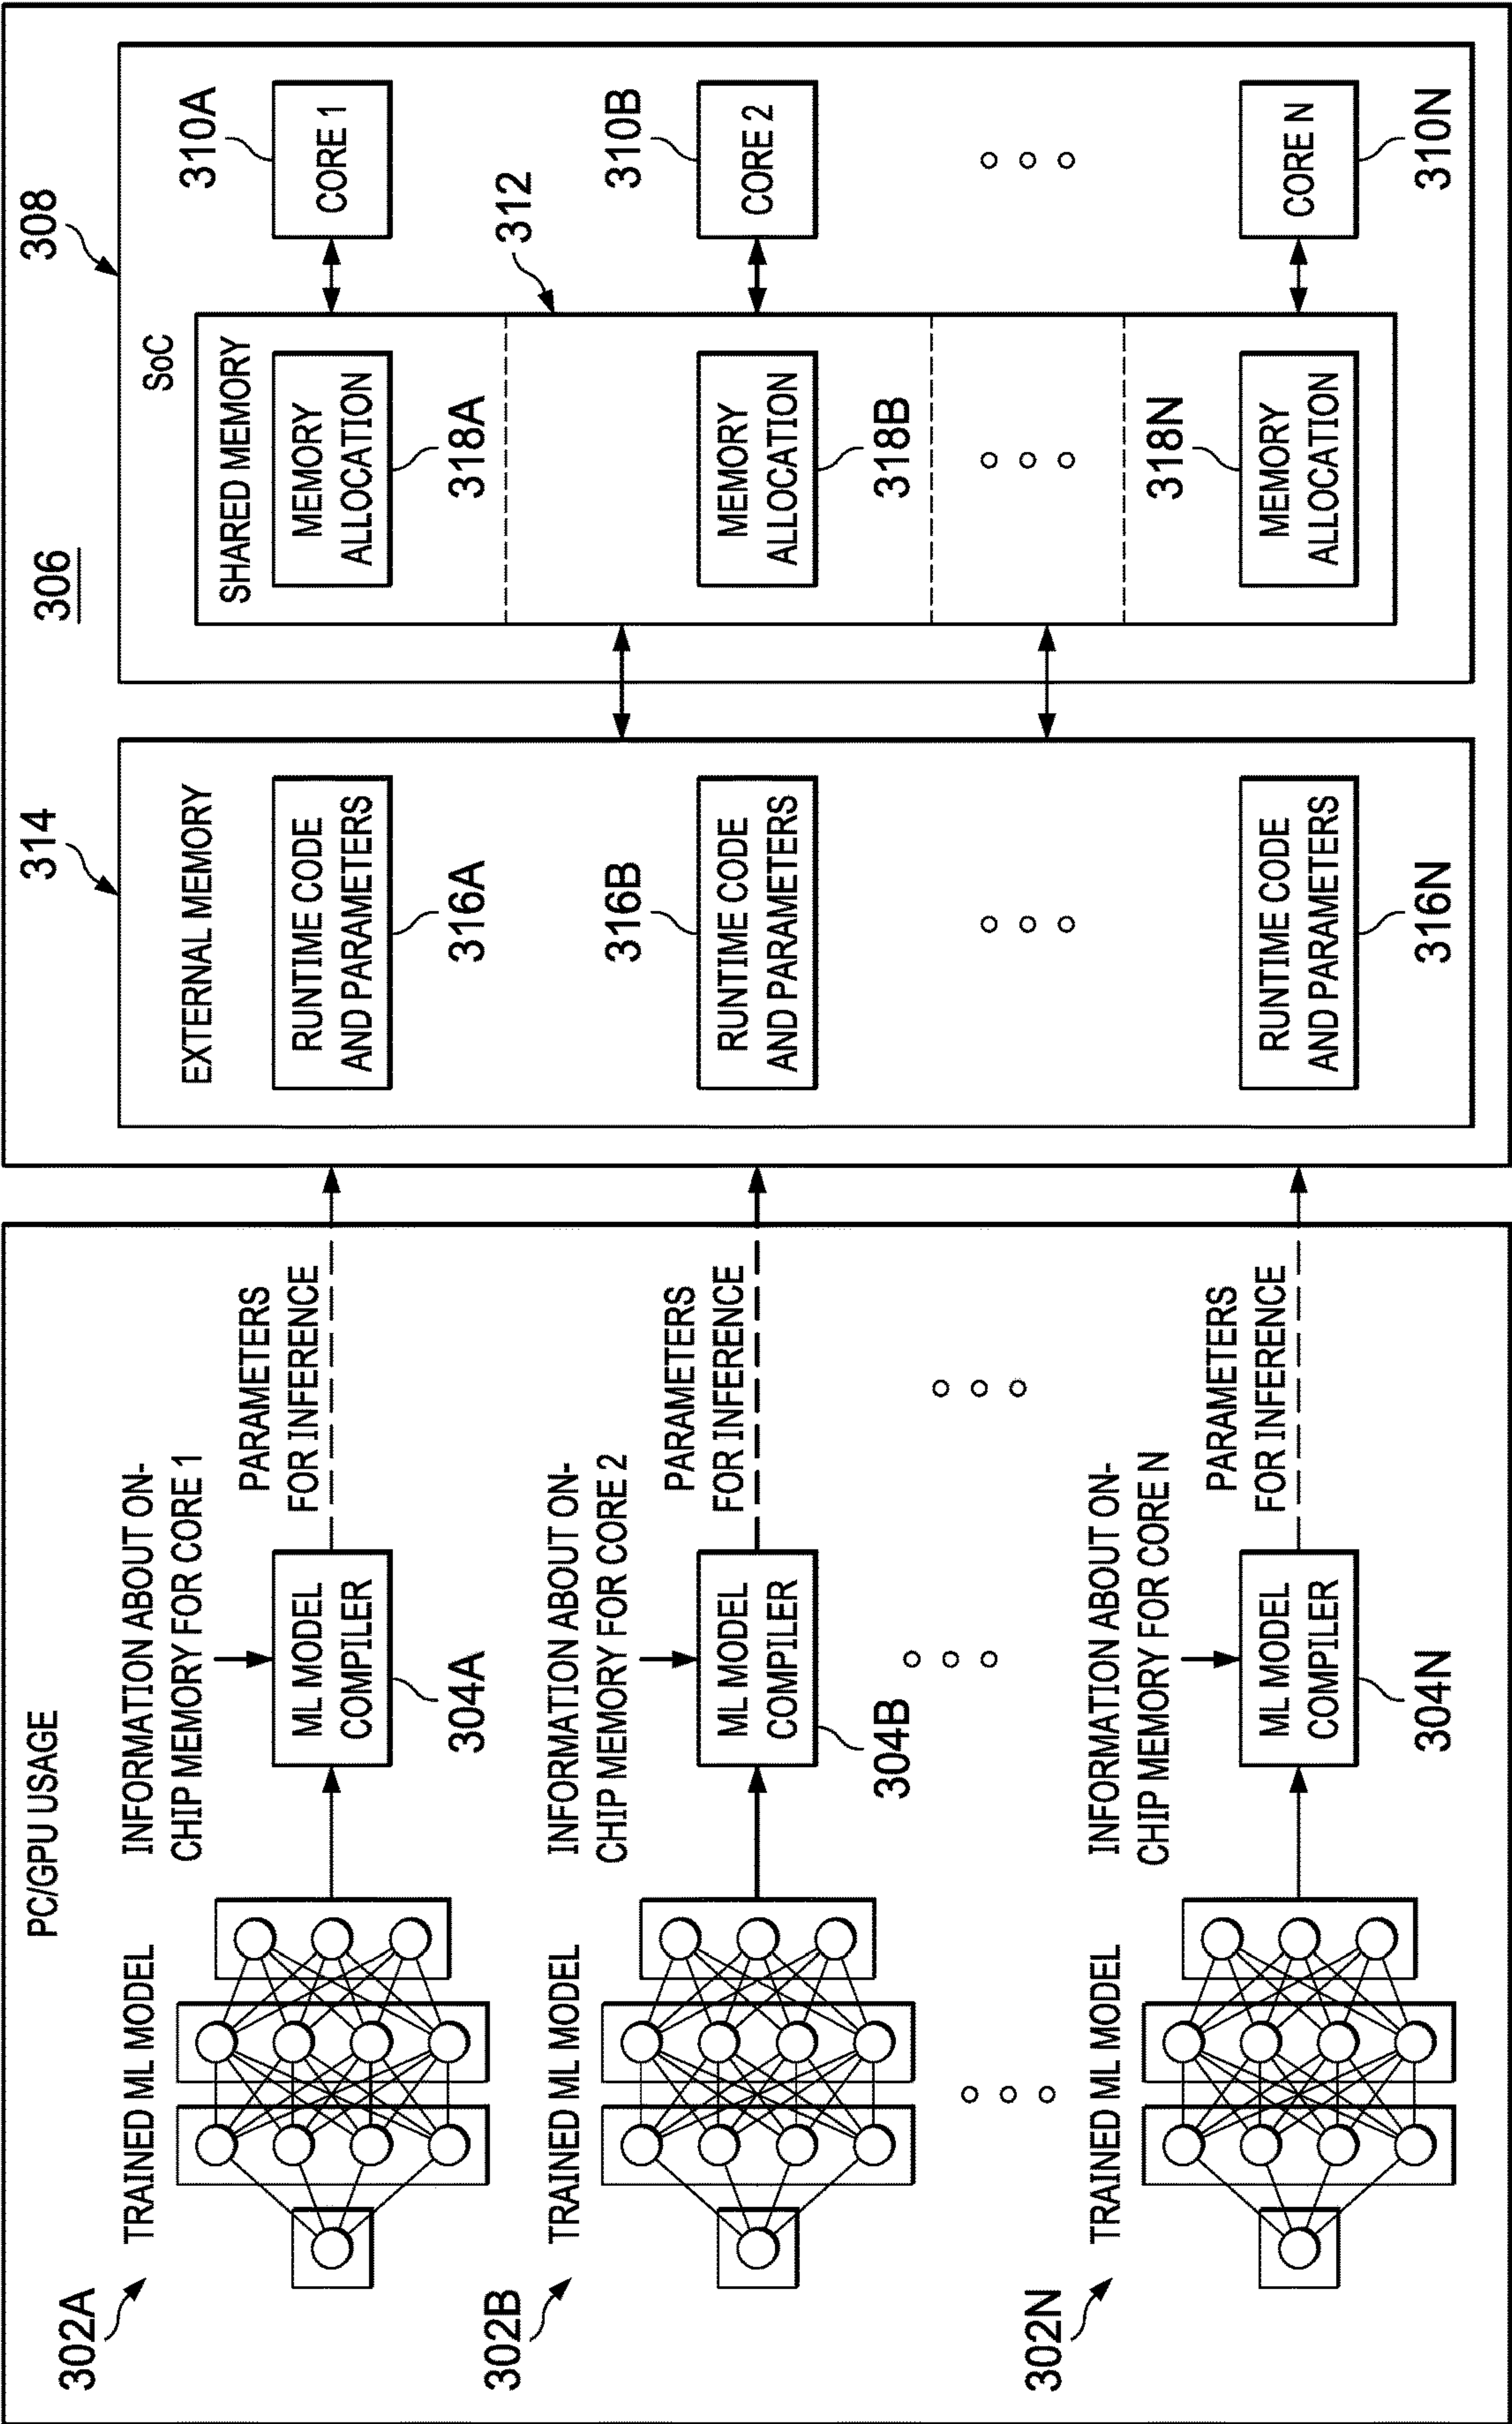 PC/GPU USAGE
302A
TRAINED ML MODEL
INFORMATION ABOUT ON-
CHIP MEMORY FOR CORE 1
ML MODEL
COMPILER
304A
PARAMETERS
FOR INFERENCE
302B
TRAINED ML MODEL
INFORMATION ABOUT ON-
CHIP MEMORY FOR CORE 2
ML MODEL
COMPILER
304B
PARAMETERS
FOR INFERENCE
302N
TRAINED ML MODEL
INFORMATION ABOUT ON-
CHIP MEMORY FOR CORE N
ML MODEL
COMPILER
304N
PARAMETERS
FOR INFERENCE
306
314
EXTERNAL MEMORY
RUNTIME CODE
AND PARAMETERS
316A
RUNTIME CODE
AND PARAMETERS
316B
RUNTIME CODE
AND PARAMETERS
316N
308
SoC
SHARED MEMORY
312
MEMORY
ALLOCATION
318A
MEMORY
ALLOCATION
318B
MEMORY
ALLOCATION
318N
310A
CORE 1
310B
CORE 2
CORE N
310N